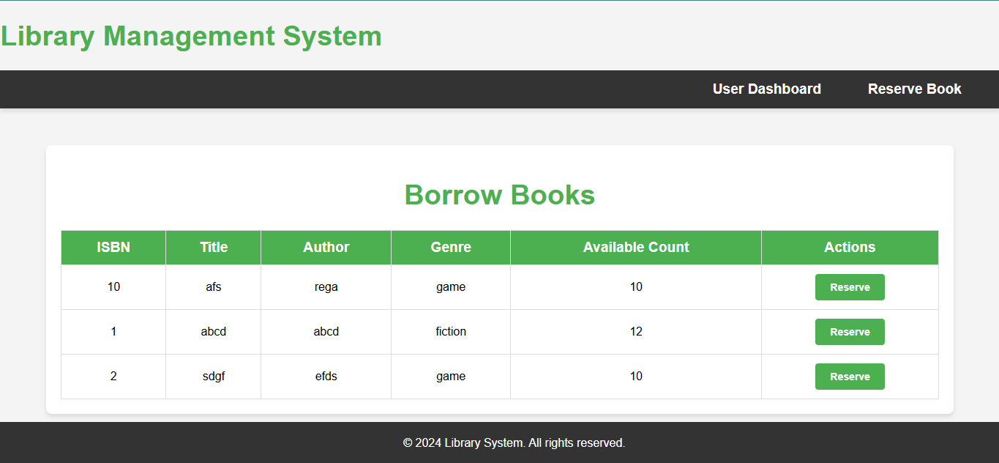 Library Management System
User Dashboard Reserve Book
Borrow Books
ISBN Title Author Genre Available Count Actions
10 afs rega game 10 Reserve
1 abcd abcd fiction 12 Reserve
2 sdgf efds game 10 Reserve
© 2024 Library System. All rights reserved.